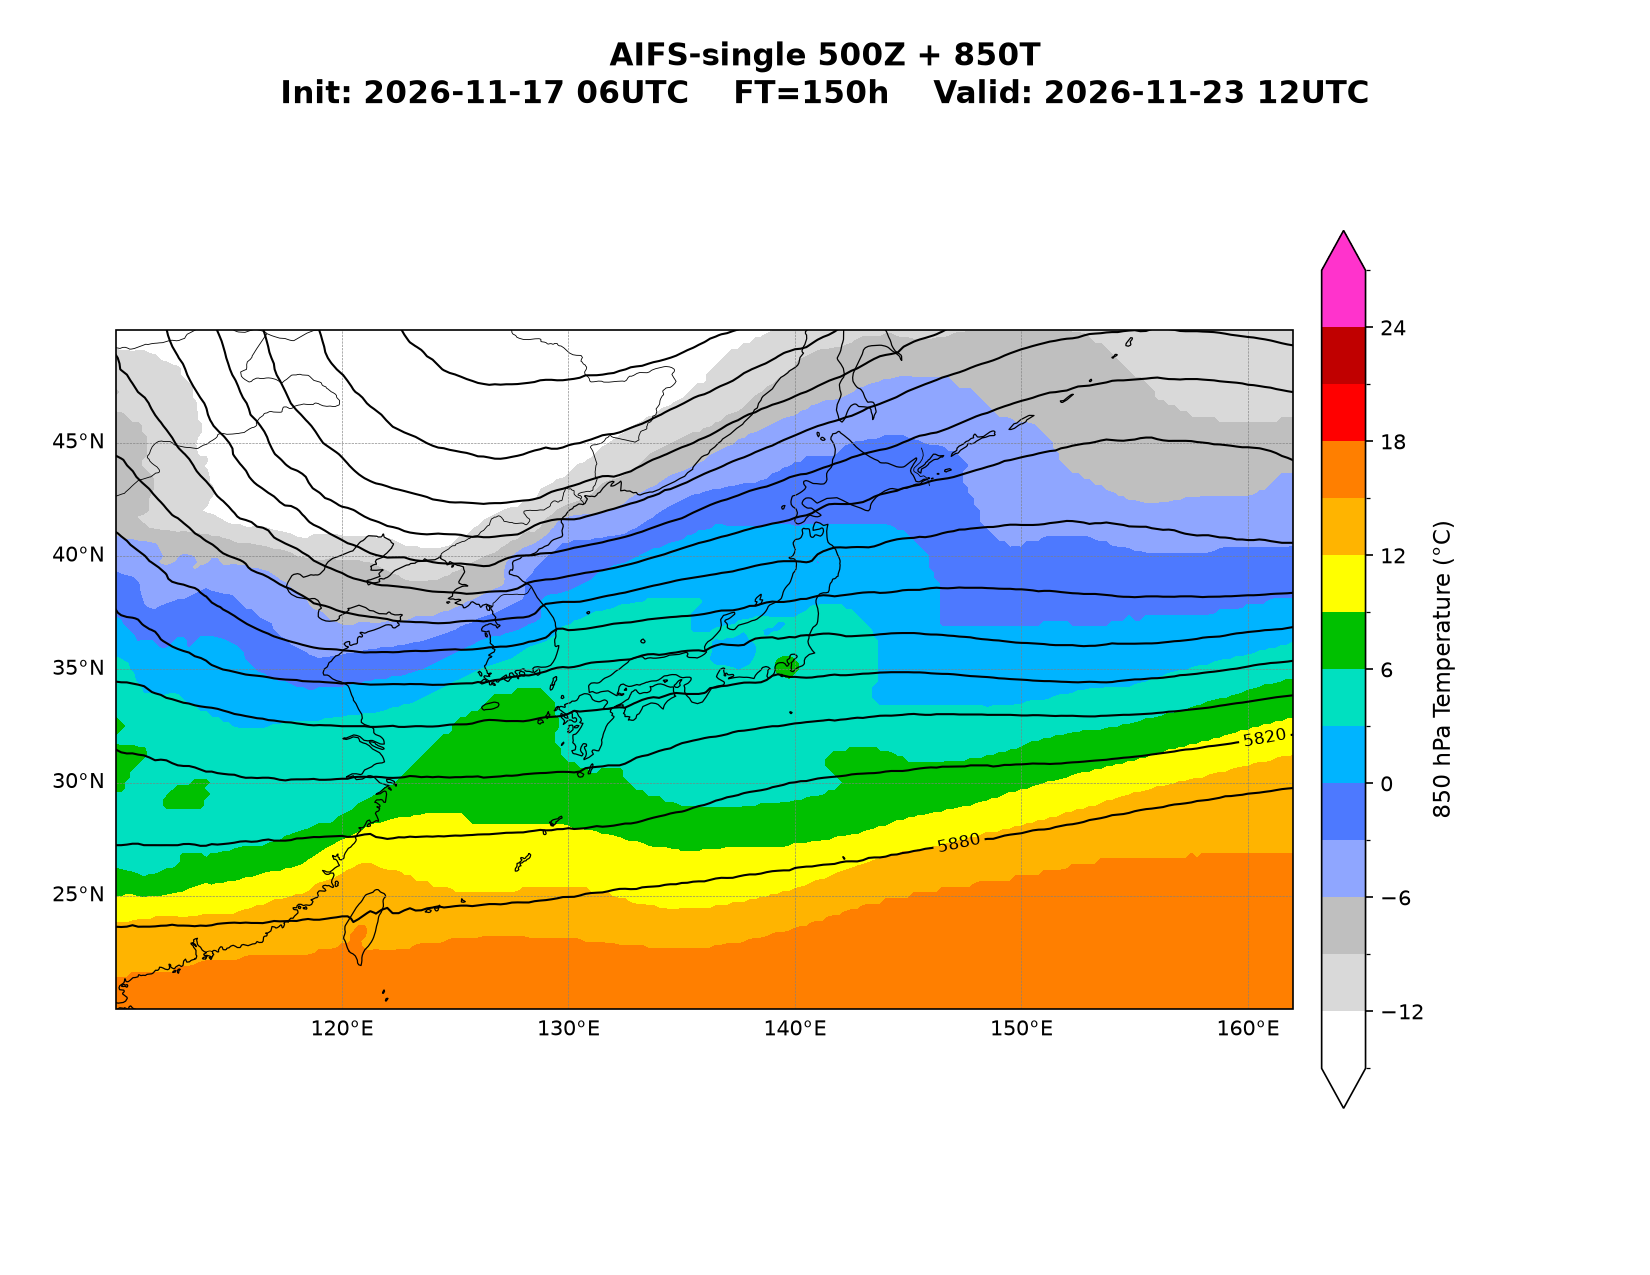 AIFS-single 500Z + 850T
Init: 2026-11-17 06UTC    FT=150h    Valid: 2026-11-23 12UTC
45°N
40°N
35°N
30°N
25°N
120°E
130°E
140°E
150°E
160°E
5820
5880
24
18
12
6
0
−6
−12
850 hPa Temperature (°C)